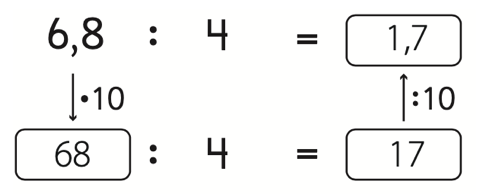 6,8 : 4 = 1,7
↓·10 ↑:10
68 : 4 = 17